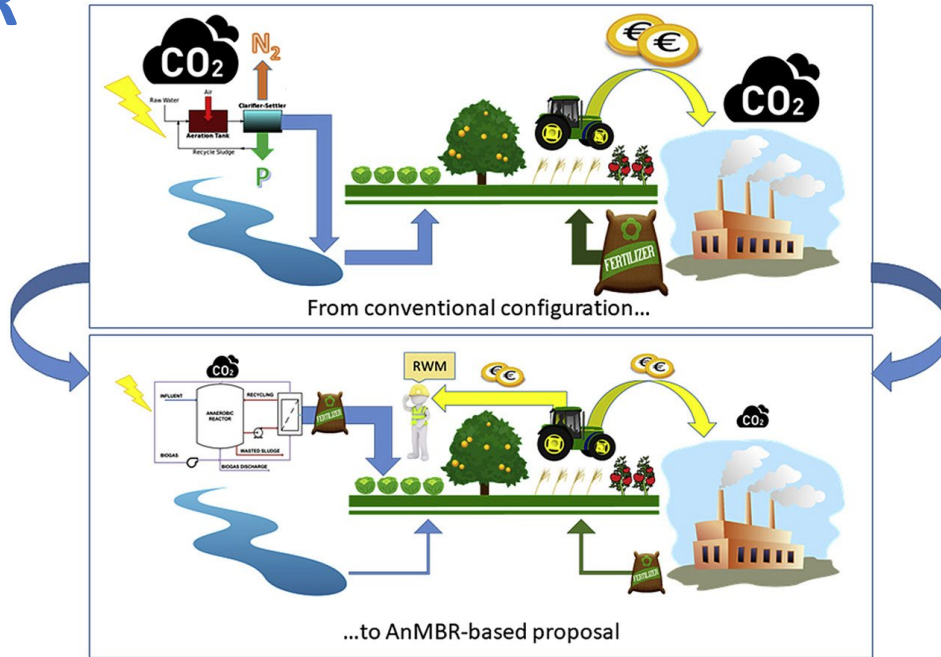 R
CO₂
N₂
Raw Water
Air
Clarifier-Settler
Aeration Tank
Recycle Sludge
P
€
€
CO₂
FERTILIZER
From conventional configuration...
CO₂
INFLUENT
RECYCLING
ANAEROBIC
REACTOR
WASTED SLUDGE
BIOGAS
BIOGAS DISCHARGE
FERTILIZER
RWM
€
€
€
€
CO₂
FERTILIZER
...to AnMBR-based proposal